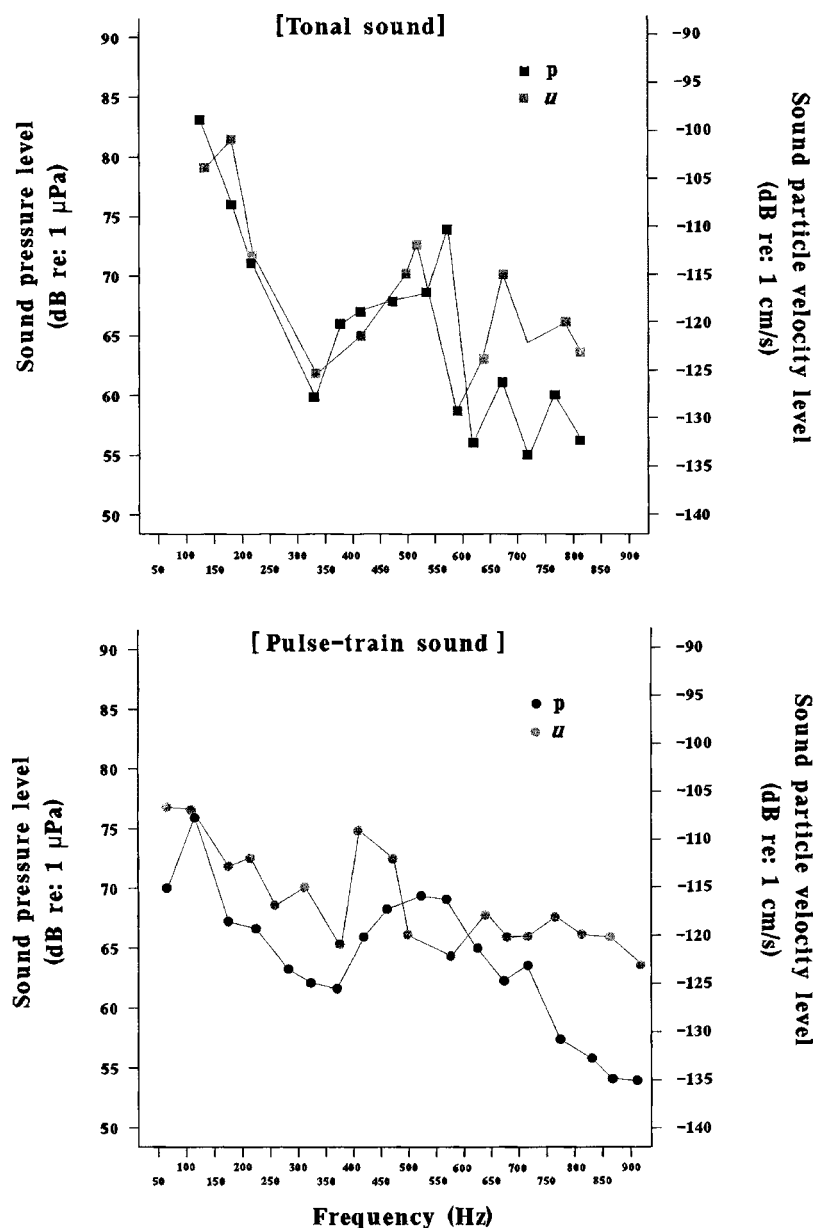 [Tonal sound]
90
85
80
75
70
65
60
55
50
Sound pressure level
(dB re: 1 µPa)
p
u
-90
-95
-100
-105
-110
-115
-120
-125
-130
-135
-140
Sound particle velocity level
(dB re: 1 cm/s)
100 200 300 400 500 600 700 800 900
50 150 250 350 450 550 650 750 850
[ Pulse-train sound ]
90
85
80
75
70
65
60
55
50
Sound pressure level
(dB re: 1 µPa)
p
u
-90
-95
-100
-105
-110
-115
-120
-125
-130
-135
-140
Sound particle velocity level
(dB re: 1 cm/s)
100 200 300 400 500 600 700 800 900
50 150 250 350 450 550 650 750 850
Frequency (Hz)